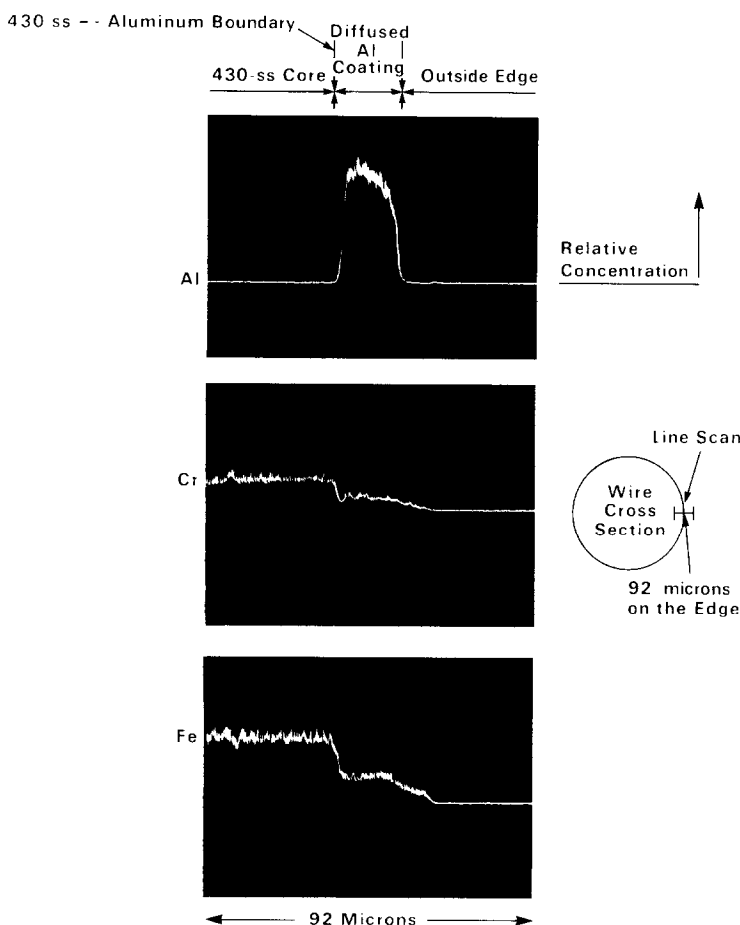 430 ss -- Aluminum Boundary
Diffused
Al
Coating
430-ss Core
Outside Edge
Al
Relative
Concentration
Cr
Line Scan
Wire
Cross
Section
92 microns
on the Edge
Fe
92 Microns